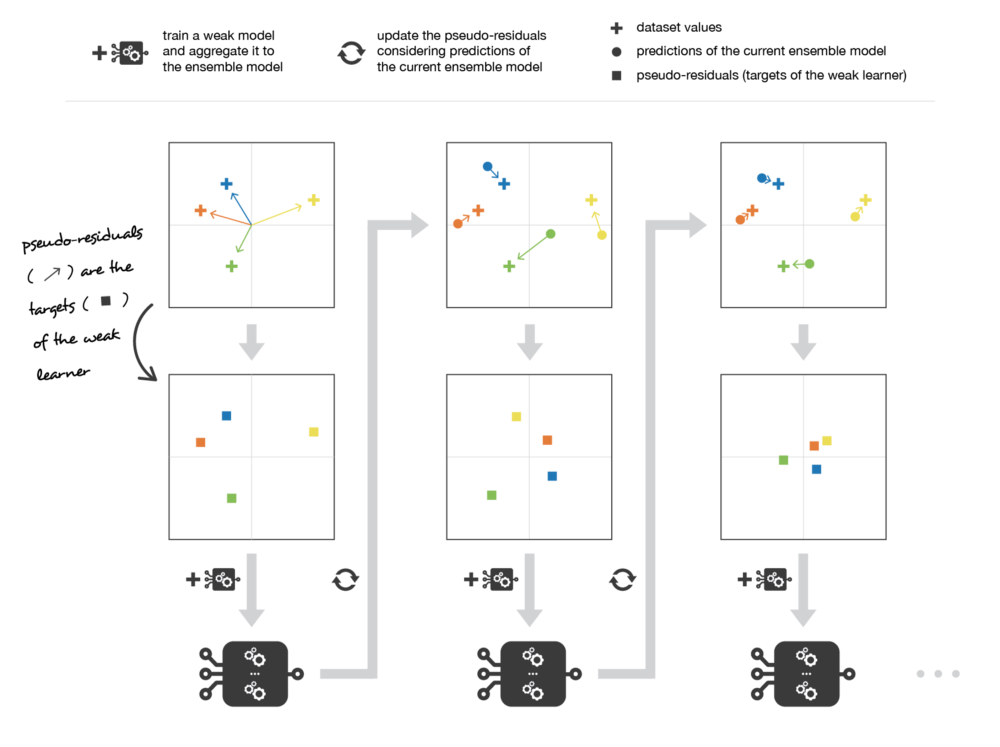 train a weak model
and aggregate it to
the ensemble model
update the pseudo-residuals
considering predictions of
the current ensemble model
dataset values
predictions of the current ensemble model
pseudo-residuals (targets of the weak learner)
pseudo-residuals
( ↗ ) are the
targets ( ■ )
of the weak
learner